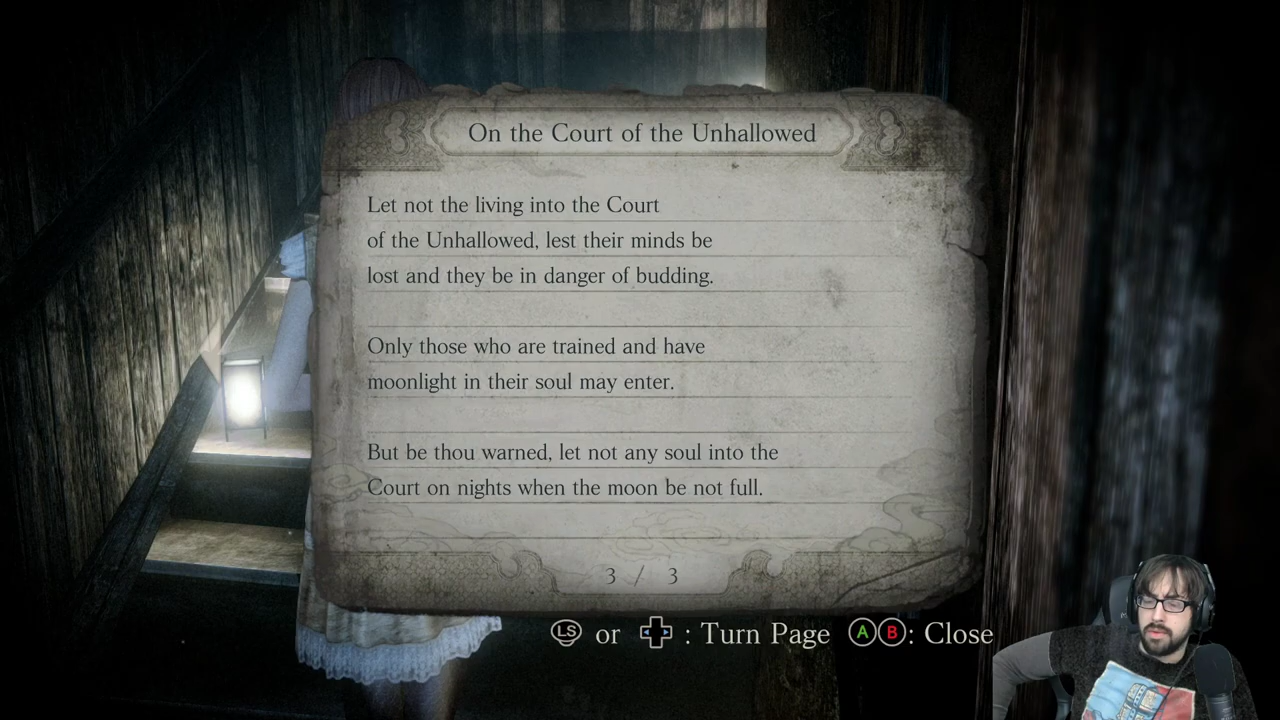 On the Court of the Unhallowed
Let not the living into the Court
of the Unhallowed, lest their minds be
lost and they be in danger of budding.
Only those who are trained and have
moonlight in their soul may enter.
But be thou warned, let not any soul into the
Court on nights when the moon be not full.
3 / 3
LS or : Turn Page A B : Close